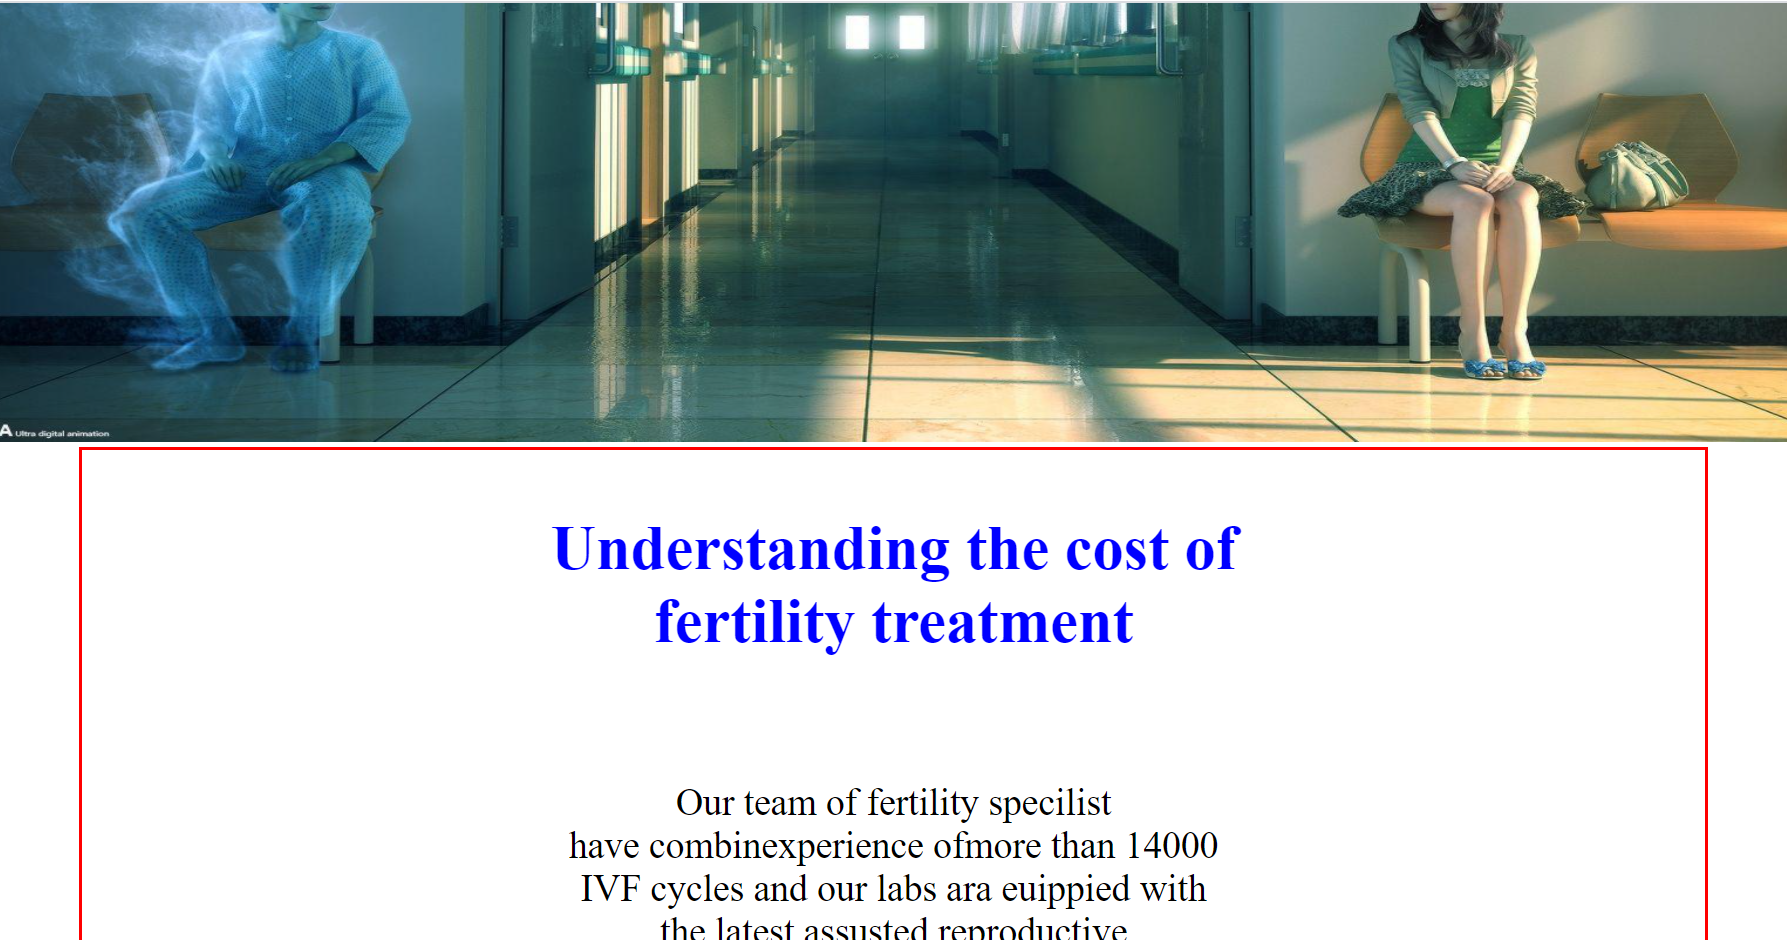 A Ultra digital animation
Understanding the cost of
fertility treatment
Our team of fertility specilist
have combinexperience ofmore than 14000
IVF cycles and our labs ara euippied with
the latest assusted reproductive